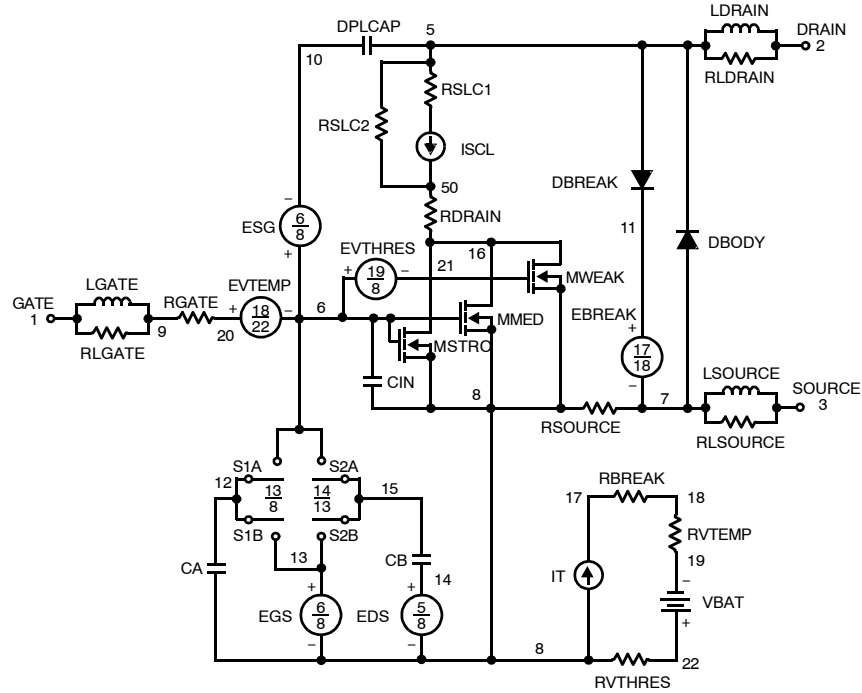 LDRAIN
DPLCAP 5 DRAIN
10 2
RLDRAIN
RSLC1
RSLC2
ISCL
50
DBREAK
RDRAIN
ESG 6/8
− +
11
DBODY
EVTHRES
+ 19/8 −
16
21
MWEAK
LGATE
EVTEMP
RGATE
GATE
1
+ 18/22 −
6
EBREAK
+
MMED
9
20
RLGATE
MSTRO
17/18
−
CIN
LSOURCE
8
7
SOURCE
3
RSOURCE
RLSOURCE
S1A S2A
12
13/8
14/13
15
RBREAK
17 18
S1B S2B
13
RVTEMP
CB
19
CA
14
IT
−
VBAT
+
+ +
EGS 6/8
EDS 5/8
− −
8
22
RVTHRES